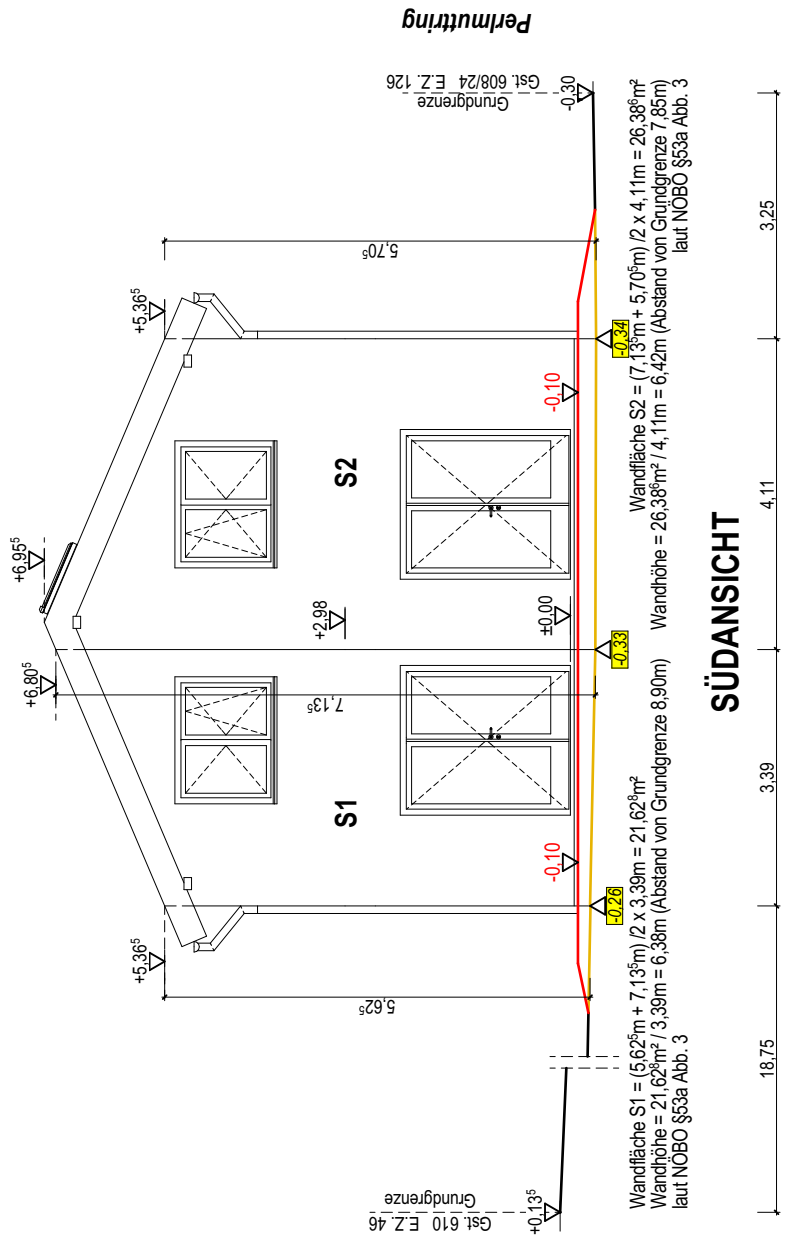 Perlmuttring
Gst. 608/24 E.Z. 126
Grundgrenze
-0,30
+6,95⁵
+6,80⁵
+5,36⁵
+5,36⁵
5,62⁵
7,13⁵
5,70⁵
S1
S2
+2,98
±0,00
-0,10
-0,10
-0,26
-0,33
-0,34
Gst. 610 E.Z. 46
Grundgrenze
+0,13⁵
Wandfläche S1 = (5,62⁵m + 7,13⁵m) /2 x 3,39m = 21,62⁸m²
Wandhöhe = 21,62⁸m² / 3,39m = 6,38m (Abstand von Grundgrenze 8,90m)
laut NÖBO §53a Abb. 3
Wandfläche S2 = (7,13⁵m + 5,70⁵m) /2 x 4,11m = 26,38⁶m²
Wandhöhe = 26,38⁶m² / 4,11m = 6,42m (Abstand von Grundgrenze 7,85m)
laut NÖBO §53a Abb. 3
SÜDANSICHT
18,75
3,39
4,11
3,25